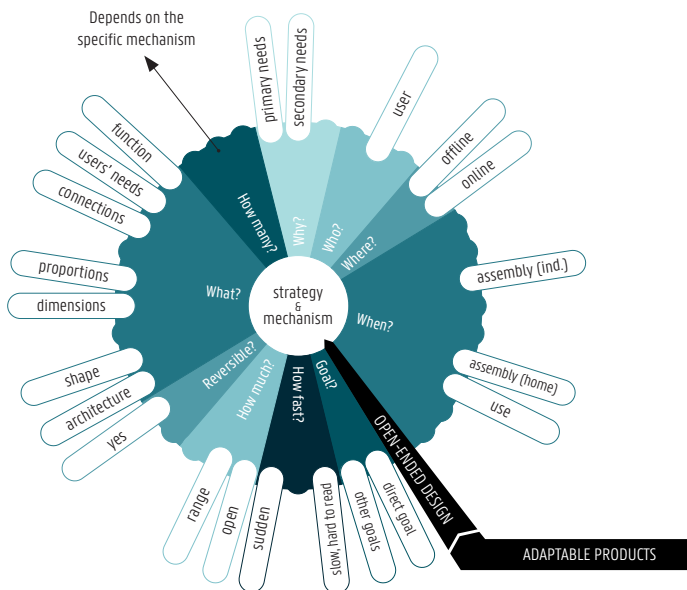 Depends on the
specific mechanism
primary needs
secondary needs
user
offline
online
assembly (ind.)
assembly (home)
use
direct goal
other goals
slow, hard to read
sudden
open
range
yes
architecture
shape
dimensions
proportions
connections
users' needs
function
How many?
Why?
Who?
Where?
When?
Goal?
How fast?
How much?
Reversible?
What?
strategy
&
mechanism
OPEN-ENDED DESIGN
ADAPTABLE PRODUCTS